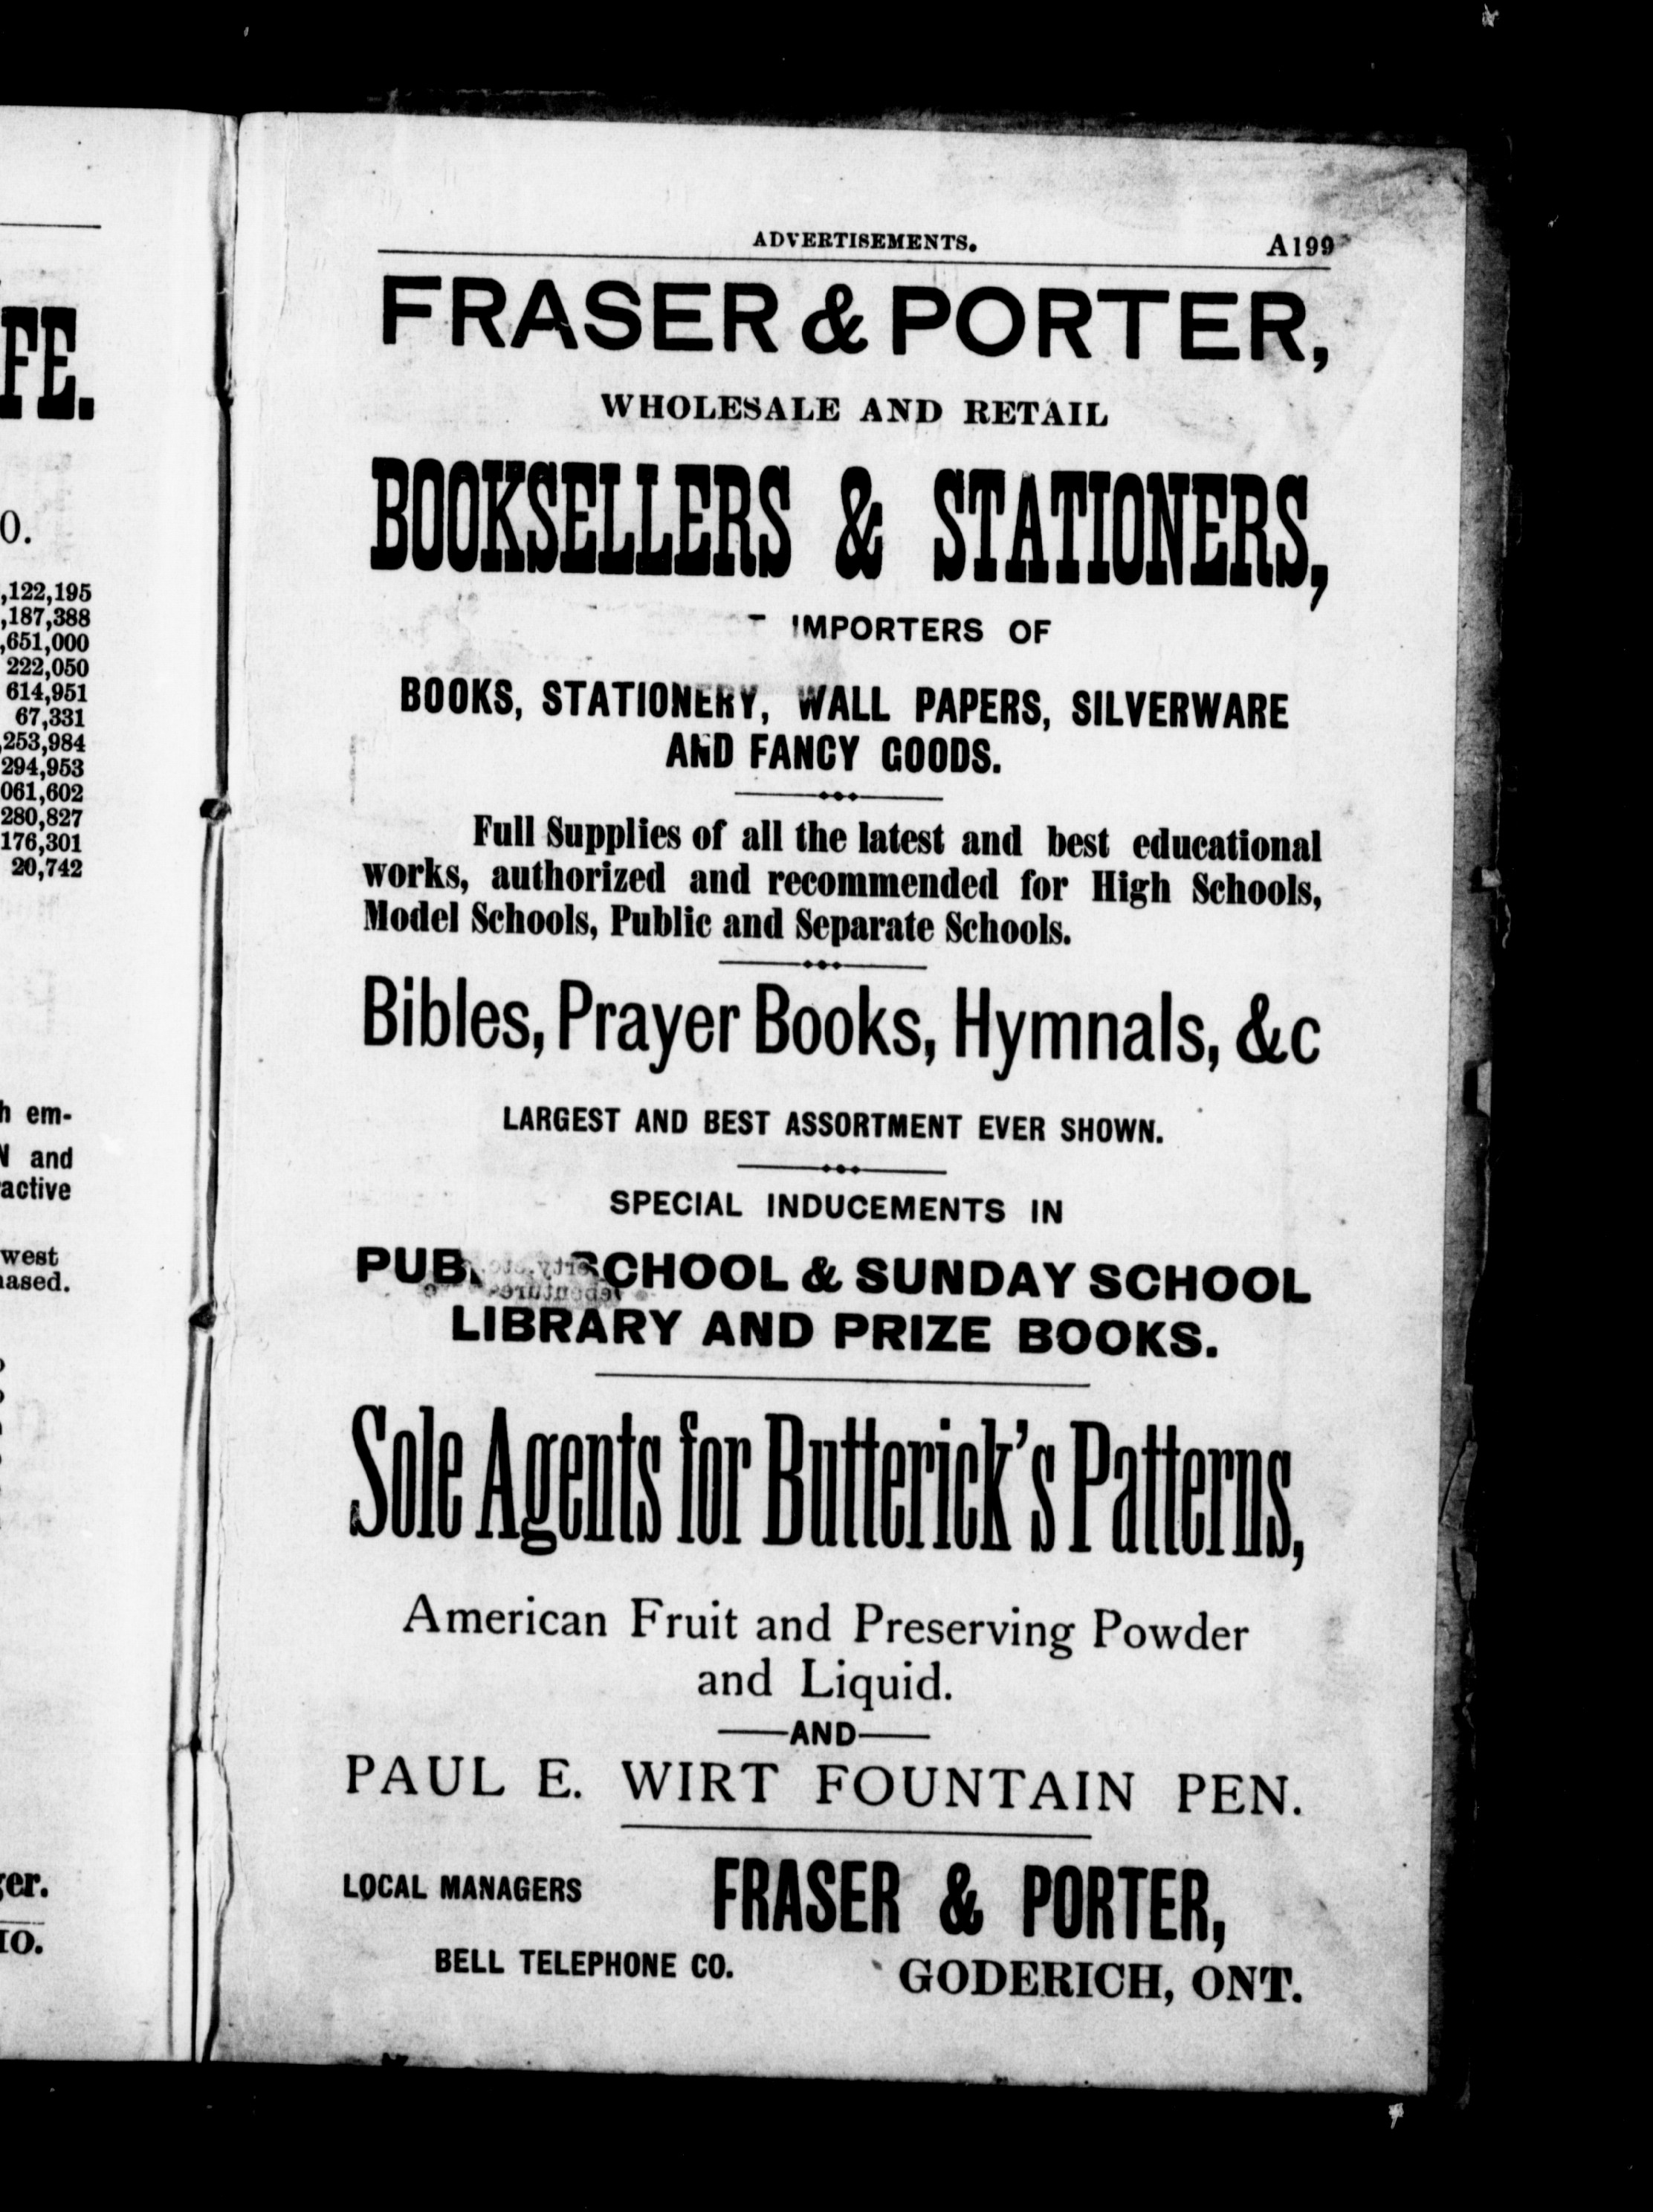 FE.
O.
,122,195
,187,388
,651,000
222,050
614,951
67,331
,253,984
294,953
061,602
280,827
176,301
20,742
em-
and
active
west
ased.
er.
IO.
ADVERTISEMENTS. A199
FRASER & PORTER,
WHOLESALE AND RETAIL
BOOKSELLERS & STATIONERS,
IMPORTERS OF
BOOKS, STATIONERY, WALL PAPERS, SILVERWARE
AND FANCY GOODS.
Full Supplies of all the latest and best educational
works, authorized and recommended for High Schools,
Model Schools, Public and Separate Schools.
Bibles, Prayer Books, Hymnals, &c
LARGEST AND BEST ASSORTMENT EVER SHOWN.
SPECIAL INDUCEMENTS IN
PUB SCHOOL & SUNDAY SCHOOL
LIBRARY AND PRIZE BOOKS.
Sole Agents for Butterick's Patterns,
American Fruit and Preserving Powder
and Liquid.
—AND—
PAUL E. WIRT FOUNTAIN PEN.
LOCAL MANAGERS FRASER & PORTER,
BELL TELEPHONE CO. GODERICH, ONT.